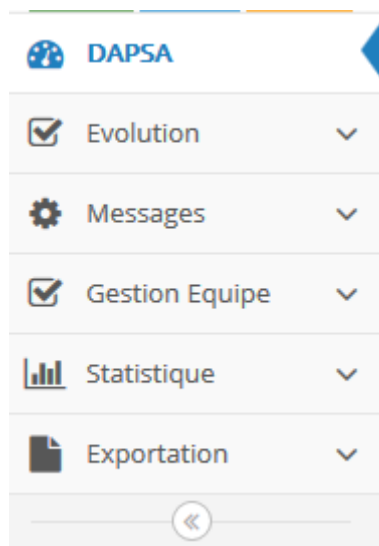 DAPSA
Evolution
Messages
Gestion Equipe
Statistique
Exportation